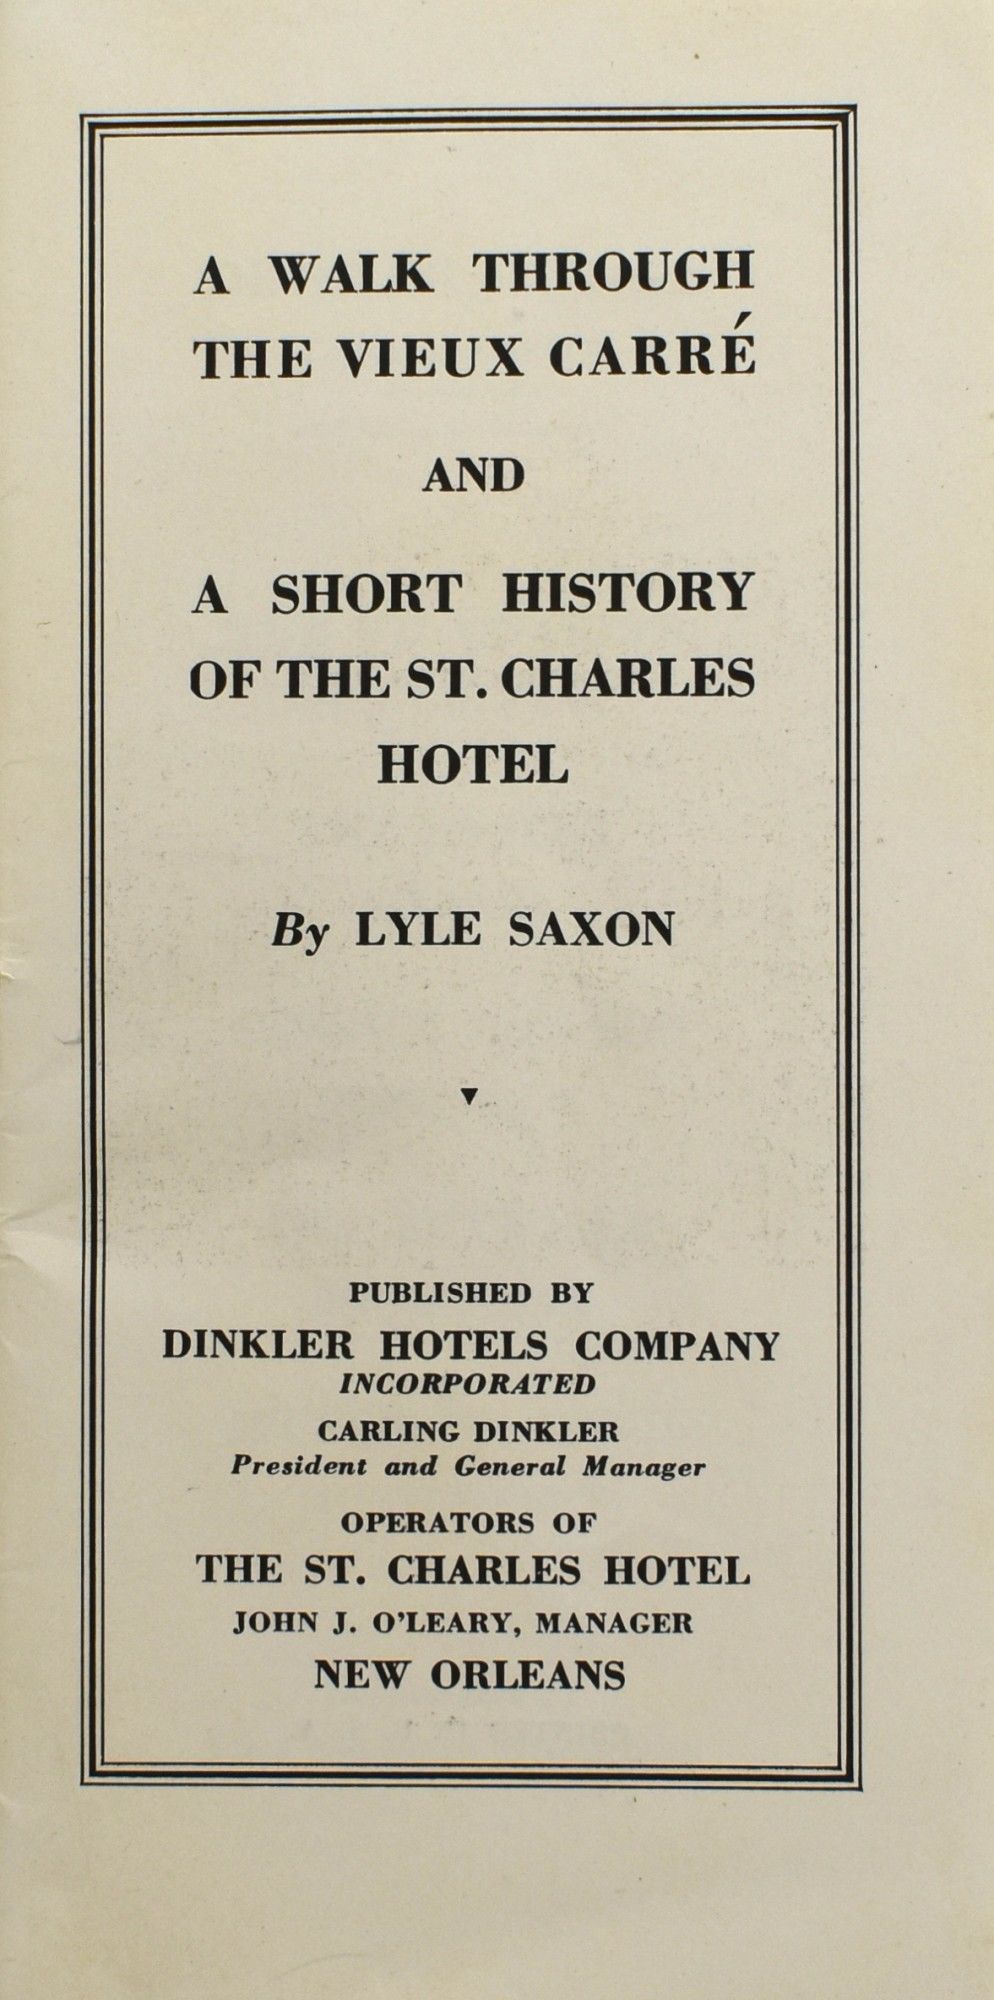 A WALK THROUGH
THE VIEUX CARRÉ
AND
A SHORT HISTORY
OF THE ST. CHARLES
HOTEL
By LYLE SAXON
PUBLISHED BY
DINKLER HOTELS COMPANY
INCORPORATED
CARLING DINKLER
President and General Manager
OPERATORS OF
THE ST. CHARLES HOTEL
JOHN J. O'LEARY, MANAGER
NEW ORLEANS